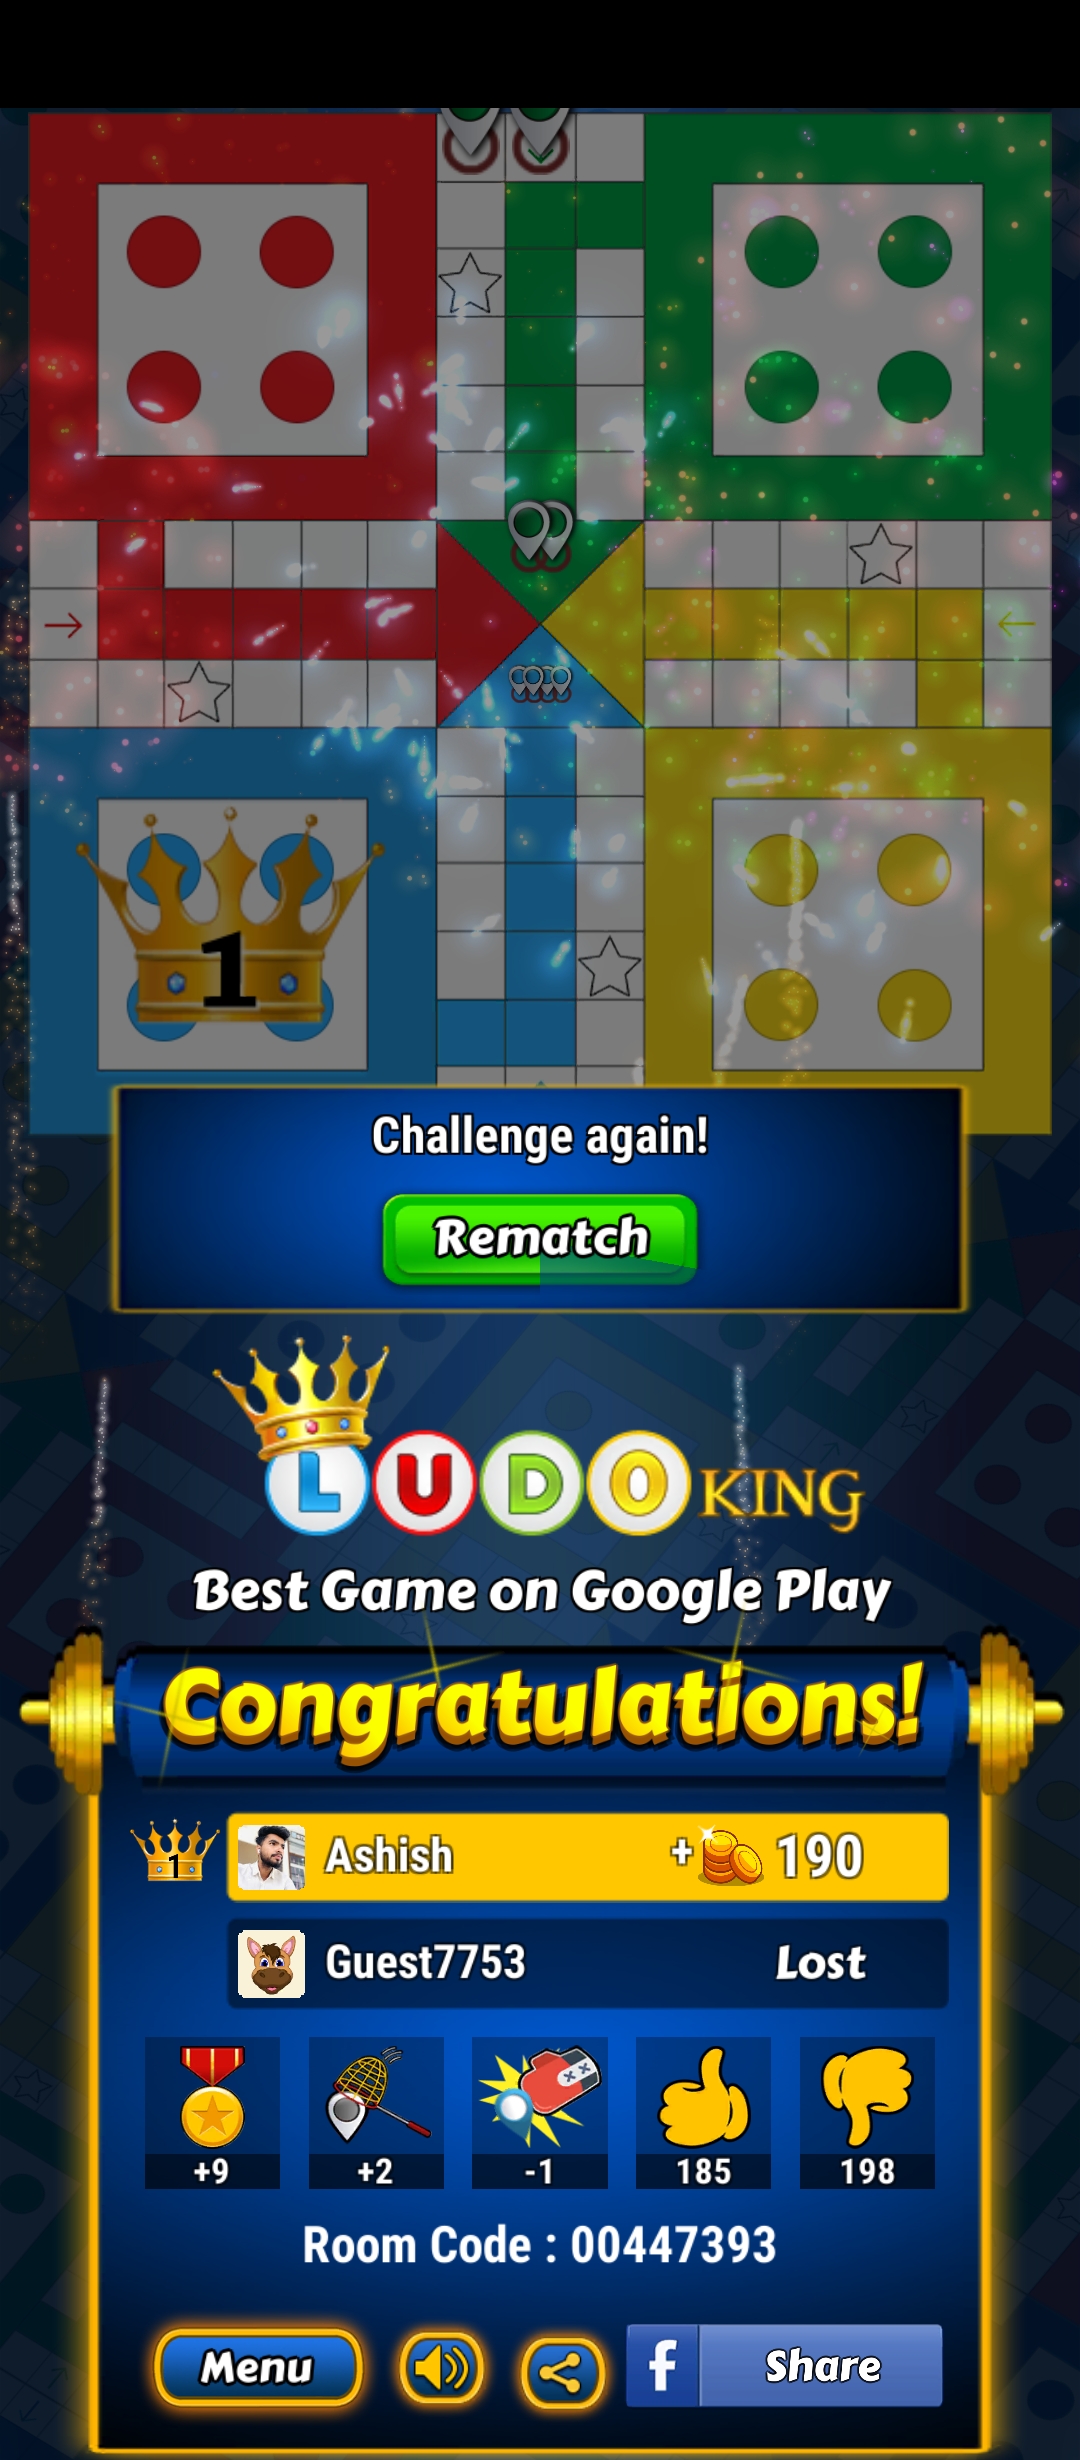 1
Challenge again!
Rematch
LUDO KING
Best Game on Google Play
Congratulations!
1 Ashish + 190
Guest7753 Lost
+9 +2 -1 185 198
Room Code : 00447393
Menu f Share